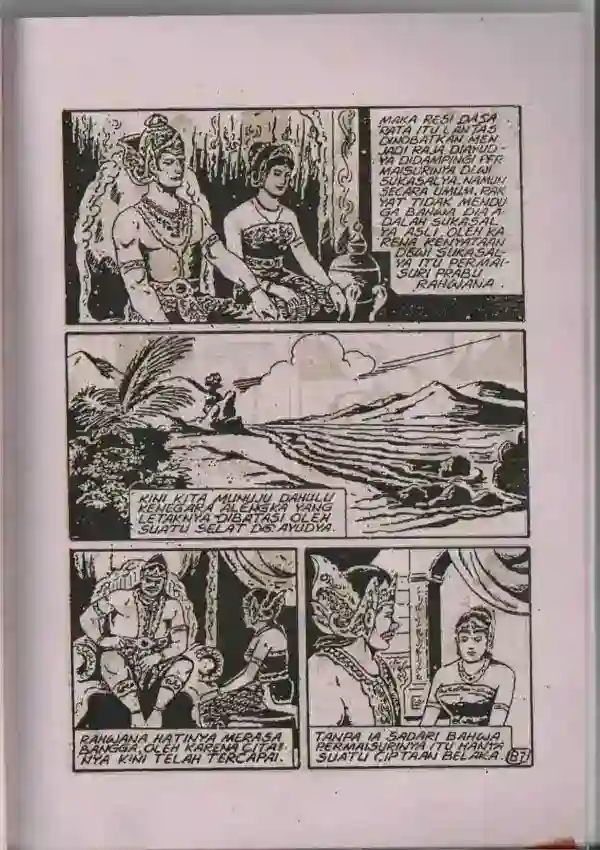 MAKA RESI DASA
RATA ITU LANTAS
DINOBATKAN MEN
JADI RAJA DIAYUD-
YA DIDAMPINGI PER
MAISURINYA DEWI
SUKASALYA. NAMUN
SECARA UMUM, RAK
YAT TIDAK MENDU
GA BAHWA DIA A-
DALAH SUKASAL
YA ASLI. OLEH KA
RENA KENYATAAN
DEWI SUKASAL-
YA ITU PERMAI-
SURI PRABU
RAHWANA.
KINI KITA MUNUJU DAHULU
KENEGARA ALENGKA YANG
LETAKNYA DIBATASI OLEH
SUATU SELAT DG: AYUDYA.
RAHWANA HATINYA MERASA
BANGGA, OLEH KARENA CITA2
NYA KINI TELAH TERCAPAI.
TANPA IA SADARI BAHWA
PERMAISURINYA ITU HANYA
SUATU CIPTAAN BELAKA.
87